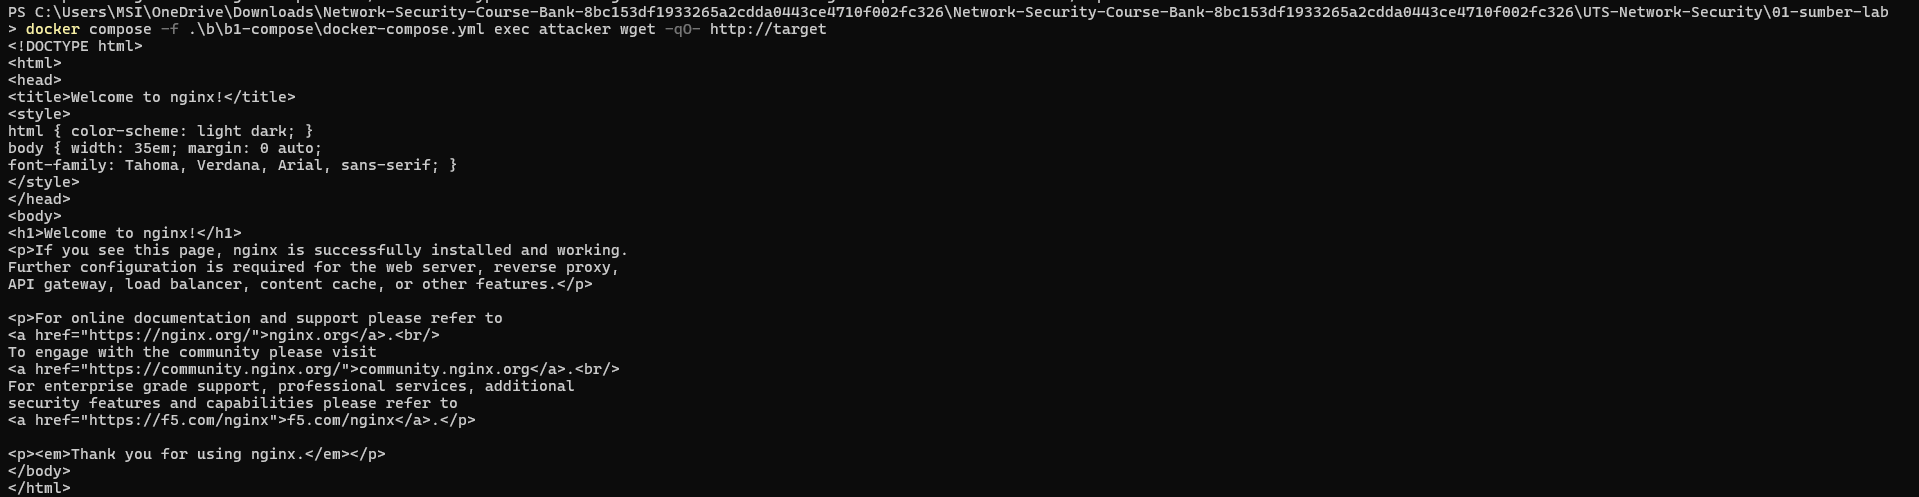 PS C:\Users\MSI\OneDrive\Downloads\Network-Security-Course-Bank-8bc153df1933265a2cdda0443ce4710f002fc326\Network-Security-Course-Bank-8bc153df1933265a2cdda0443ce4710f002fc326\UTS-Network-Security\01-sumber-lab
> docker compose -f .\b\b1-compose\docker-compose.yml exec attacker wget -qO- http://target
<!DOCTYPE html>
<html>
<head>
<title>Welcome to nginx!</title>
<style>
html { color-scheme: light dark; }
body { width: 35em; margin: 0 auto;
font-family: Tahoma, Verdana, Arial, sans-serif; }
</style>
</head>
<body>
<h1>Welcome to nginx!</h1>
<p>If you see this page, nginx is successfully installed and working.
Further configuration is required for the web server, reverse proxy,
API gateway, load balancer, content cache, or other features.</p>

<p>For online documentation and support please refer to
<a href="https://nginx.org/">nginx.org</a>.<br/>
To engage with the community please visit
<a href="https://community.nginx.org/">community.nginx.org</a>.<br/>
For enterprise grade support, professional services, additional
security features and capabilities please refer to
<a href="https://f5.com/nginx">f5.com/nginx</a>.</p>

<p><em>Thank you for using nginx.</em></p>
</body>
</html>